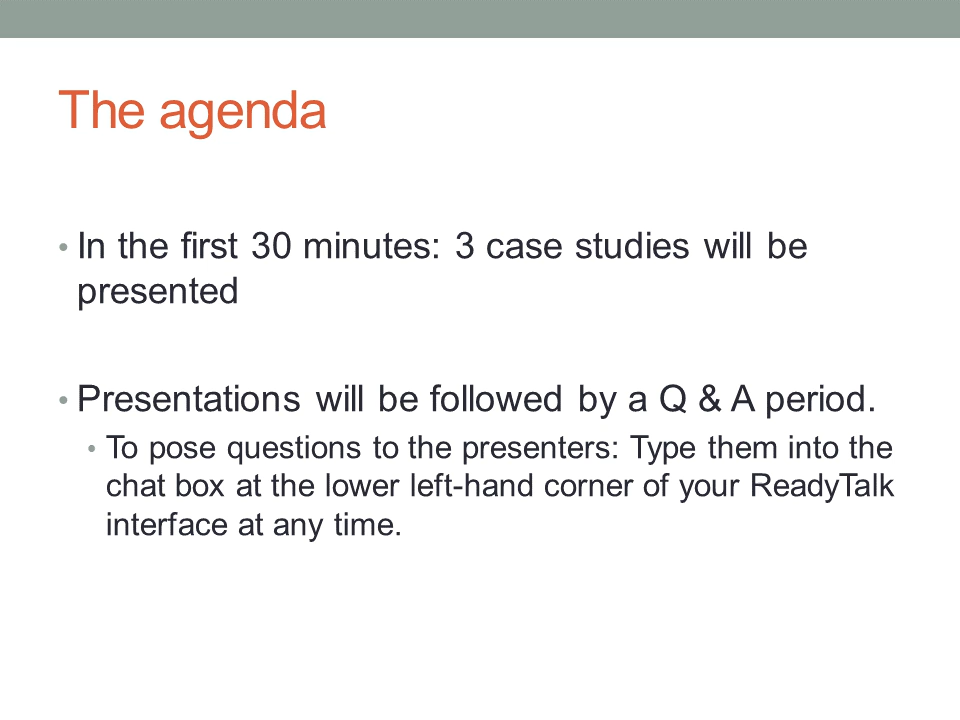 The agenda
• In the first 30 minutes: 3 case studies will be
presented
• Presentations will be followed by a Q & A period.
• To pose questions to the presenters: Type them into the
chat box at the lower left-hand corner of your ReadyTalk
interface at any time.